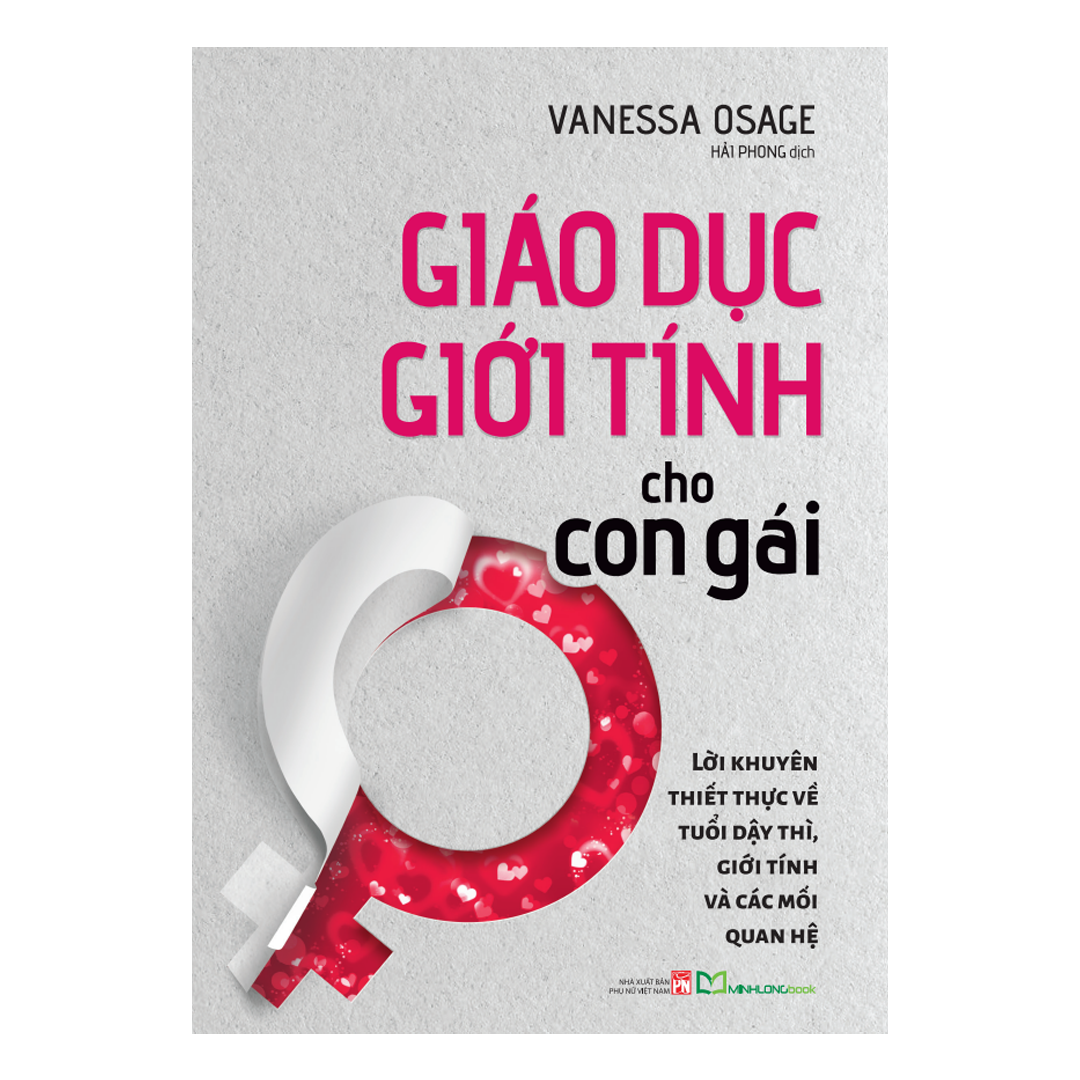 VANESSA OSAGE
HẢI PHONG dịch
GIÁO DỤC
GIỚI TÍNH
cho
con gái
LỜI KHUYÊN
THIẾT THỰC VỀ
TUỔI DẬY THÌ,
GIỚI TÍNH
VÀ CÁC MỐI
QUAN HỆ
NHÀ XUẤT BẢN
PHỤ NỮ VIỆT NAM
PN
MINHLONGbook